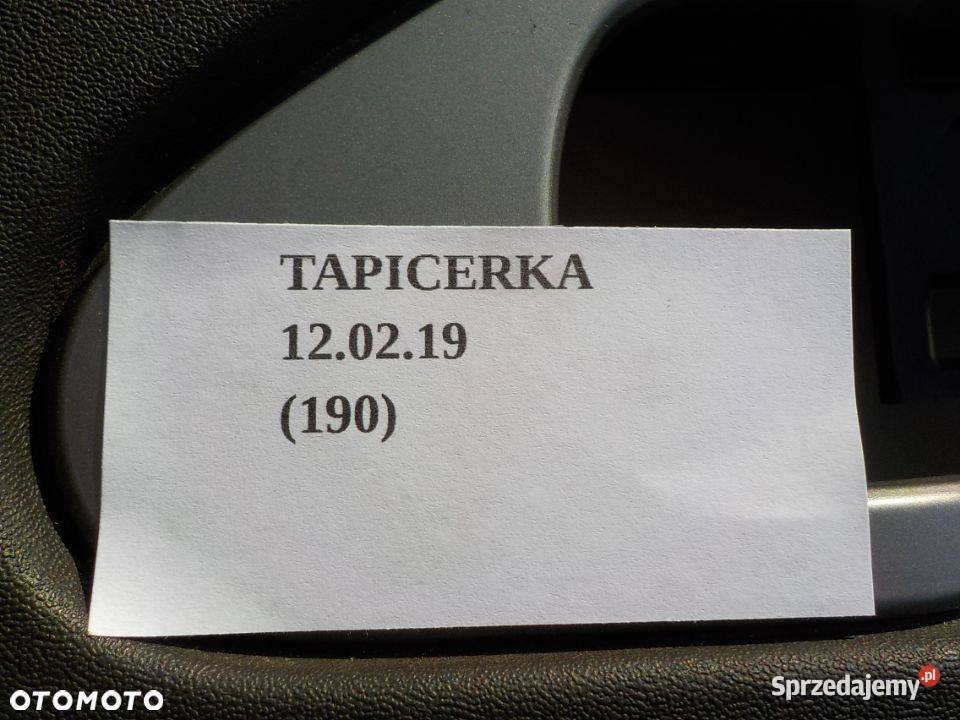 TAPICERKA
12.02.19
(190)
OTOMOTO
Sprzedajemy.pl